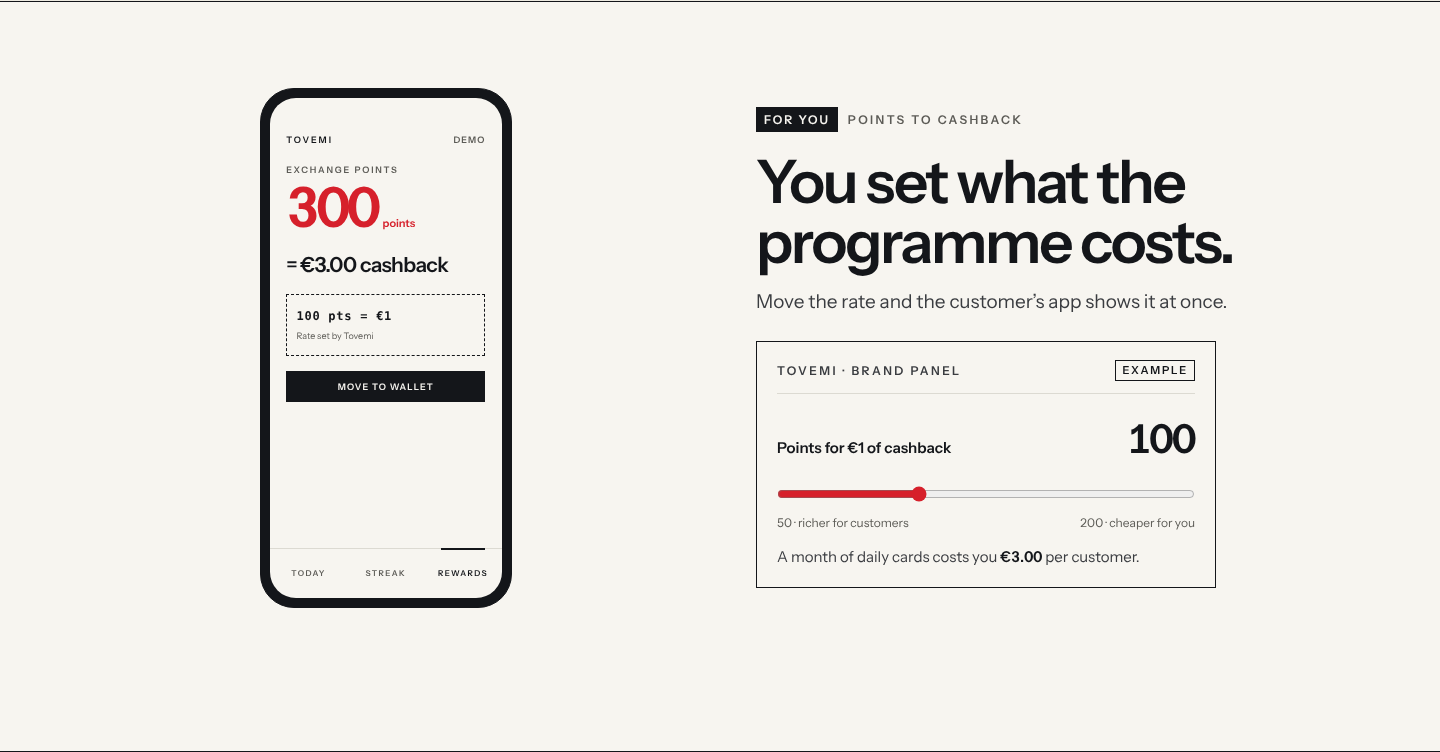 TOVEMI DEMO
EXCHANGE POINTS
300 points
= €3.00 cashback
100 pts = €1
Rate set by Tovemi
MOVE TO WALLET
TODAY STREAK REWARDS
FOR YOU POINTS TO CASHBACK
You set what the
programme costs.
Move the rate and the customer’s app shows it at once.
TOVEMI · BRAND PANEL EXAMPLE
Points for €1 of cashback 100
50 · richer for customers 200 · cheaper for you
A month of daily cards costs you €3.00 per customer.